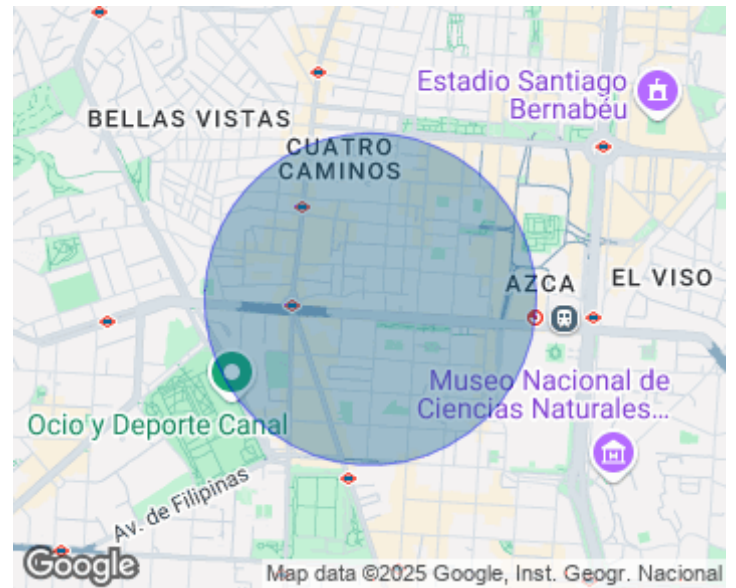 Estadio Santiago
Bernabéu
BELLAS VISTAS
CUATRO
CAMINOS
AZCA
EL VISO
Museo Nacional de
Ciencias Naturales...
Ocio y Deporte Canal
Av. de Filipinas
Google
Map data ©2025 Google, Inst. Geogr. Nacional